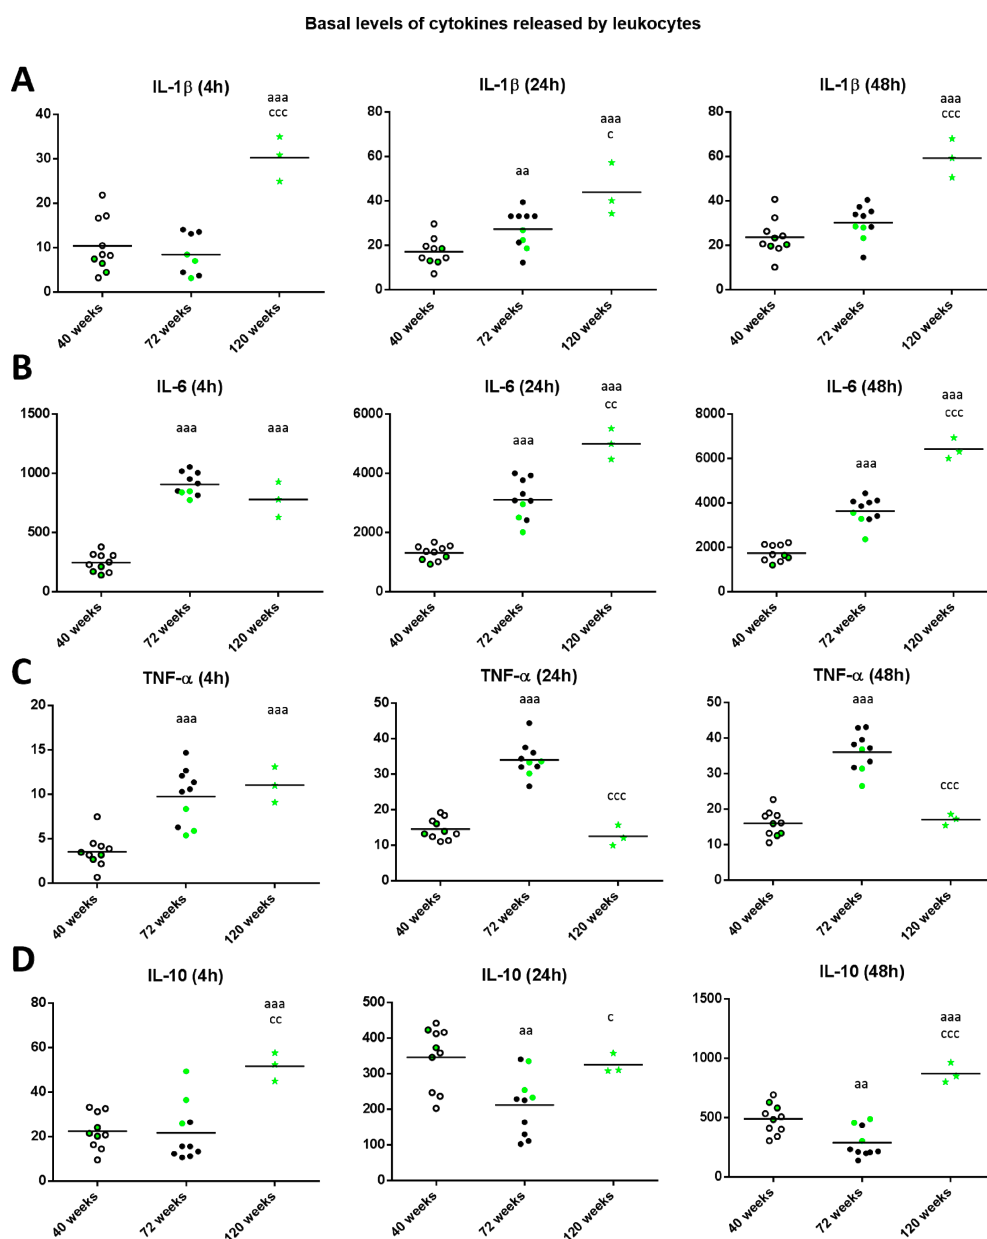 Basal levels of cytokines released by leukocytes
A
IL-1β (4h)
aaa
ccc
40
30
20
10
0
40 weeks
72 weeks
120 weeks
IL-1β (24h)
aaa
c
aa
80
60
40
20
0
40 weeks
72 weeks
120 weeks
IL-1β (48h)
aaa
ccc
80
60
40
20
0
40 weeks
72 weeks
120 weeks
B
IL-6 (4h)
aaa
aaa
1500
1000
500
0
40 weeks
72 weeks
120 weeks
IL-6 (24h)
aaa
cc
aaa
6000
4000
2000
0
40 weeks
72 weeks
120 weeks
IL-6 (48h)
aaa
ccc
aaa
8000
6000
4000
2000
0
40 weeks
72 weeks
120 weeks
C
TNF-α (4h)
aaa
aaa
20
15
10
5
0
40 weeks
72 weeks
120 weeks
TNF-α (24h)
aaa
ccc
50
40
30
20
10
0
40 weeks
72 weeks
120 weeks
TNF-α (48h)
aaa
ccc
50
40
30
20
10
0
40 weeks
72 weeks
120 weeks
D
IL-10 (4h)
aaa
cc
80
60
40
20
0
40 weeks
72 weeks
120 weeks
IL-10 (24h)
aa
c
500
400
300
200
100
0
40 weeks
72 weeks
120 weeks
IL-10 (48h)
aaa
ccc
aa
1500
1000
500
0
40 weeks
72 weeks
120 weeks